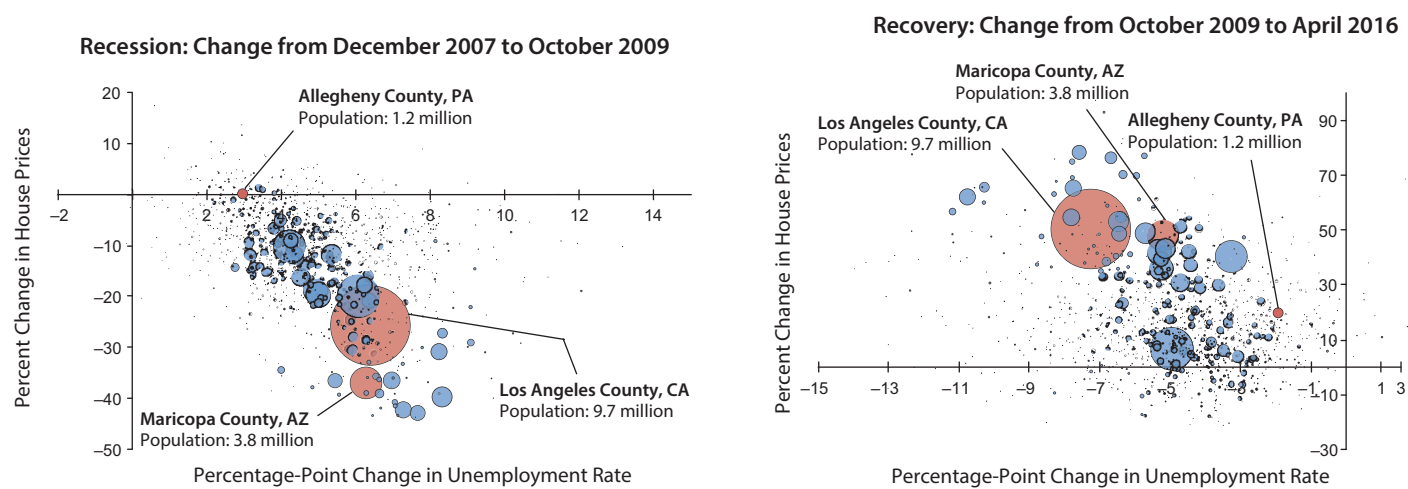 Recession: Change from December 2007 to October 2009
Percent Change in House Prices
20
10
−10
−20
−30
−40
−50
−2
2
4
6
8
10
12
14
Allegheny County, PA
Population: 1.2 million
Los Angeles County, CA
Population: 9.7 million
Maricopa County, AZ
Population: 3.8 million
Percentage-Point Change in Unemployment Rate
Recovery: Change from October 2009 to April 2016
Percent Change in House Prices
Maricopa County, AZ
Population: 3.8 million
Los Angeles County, CA
Population: 9.7 million
Allegheny County, PA
Population: 1.2 million
90
70
50
30
10
−10
−30
−15
−13
−11
−9
−7
−5
−3
−1
1
3
Percentage-Point Change in Unemployment Rate